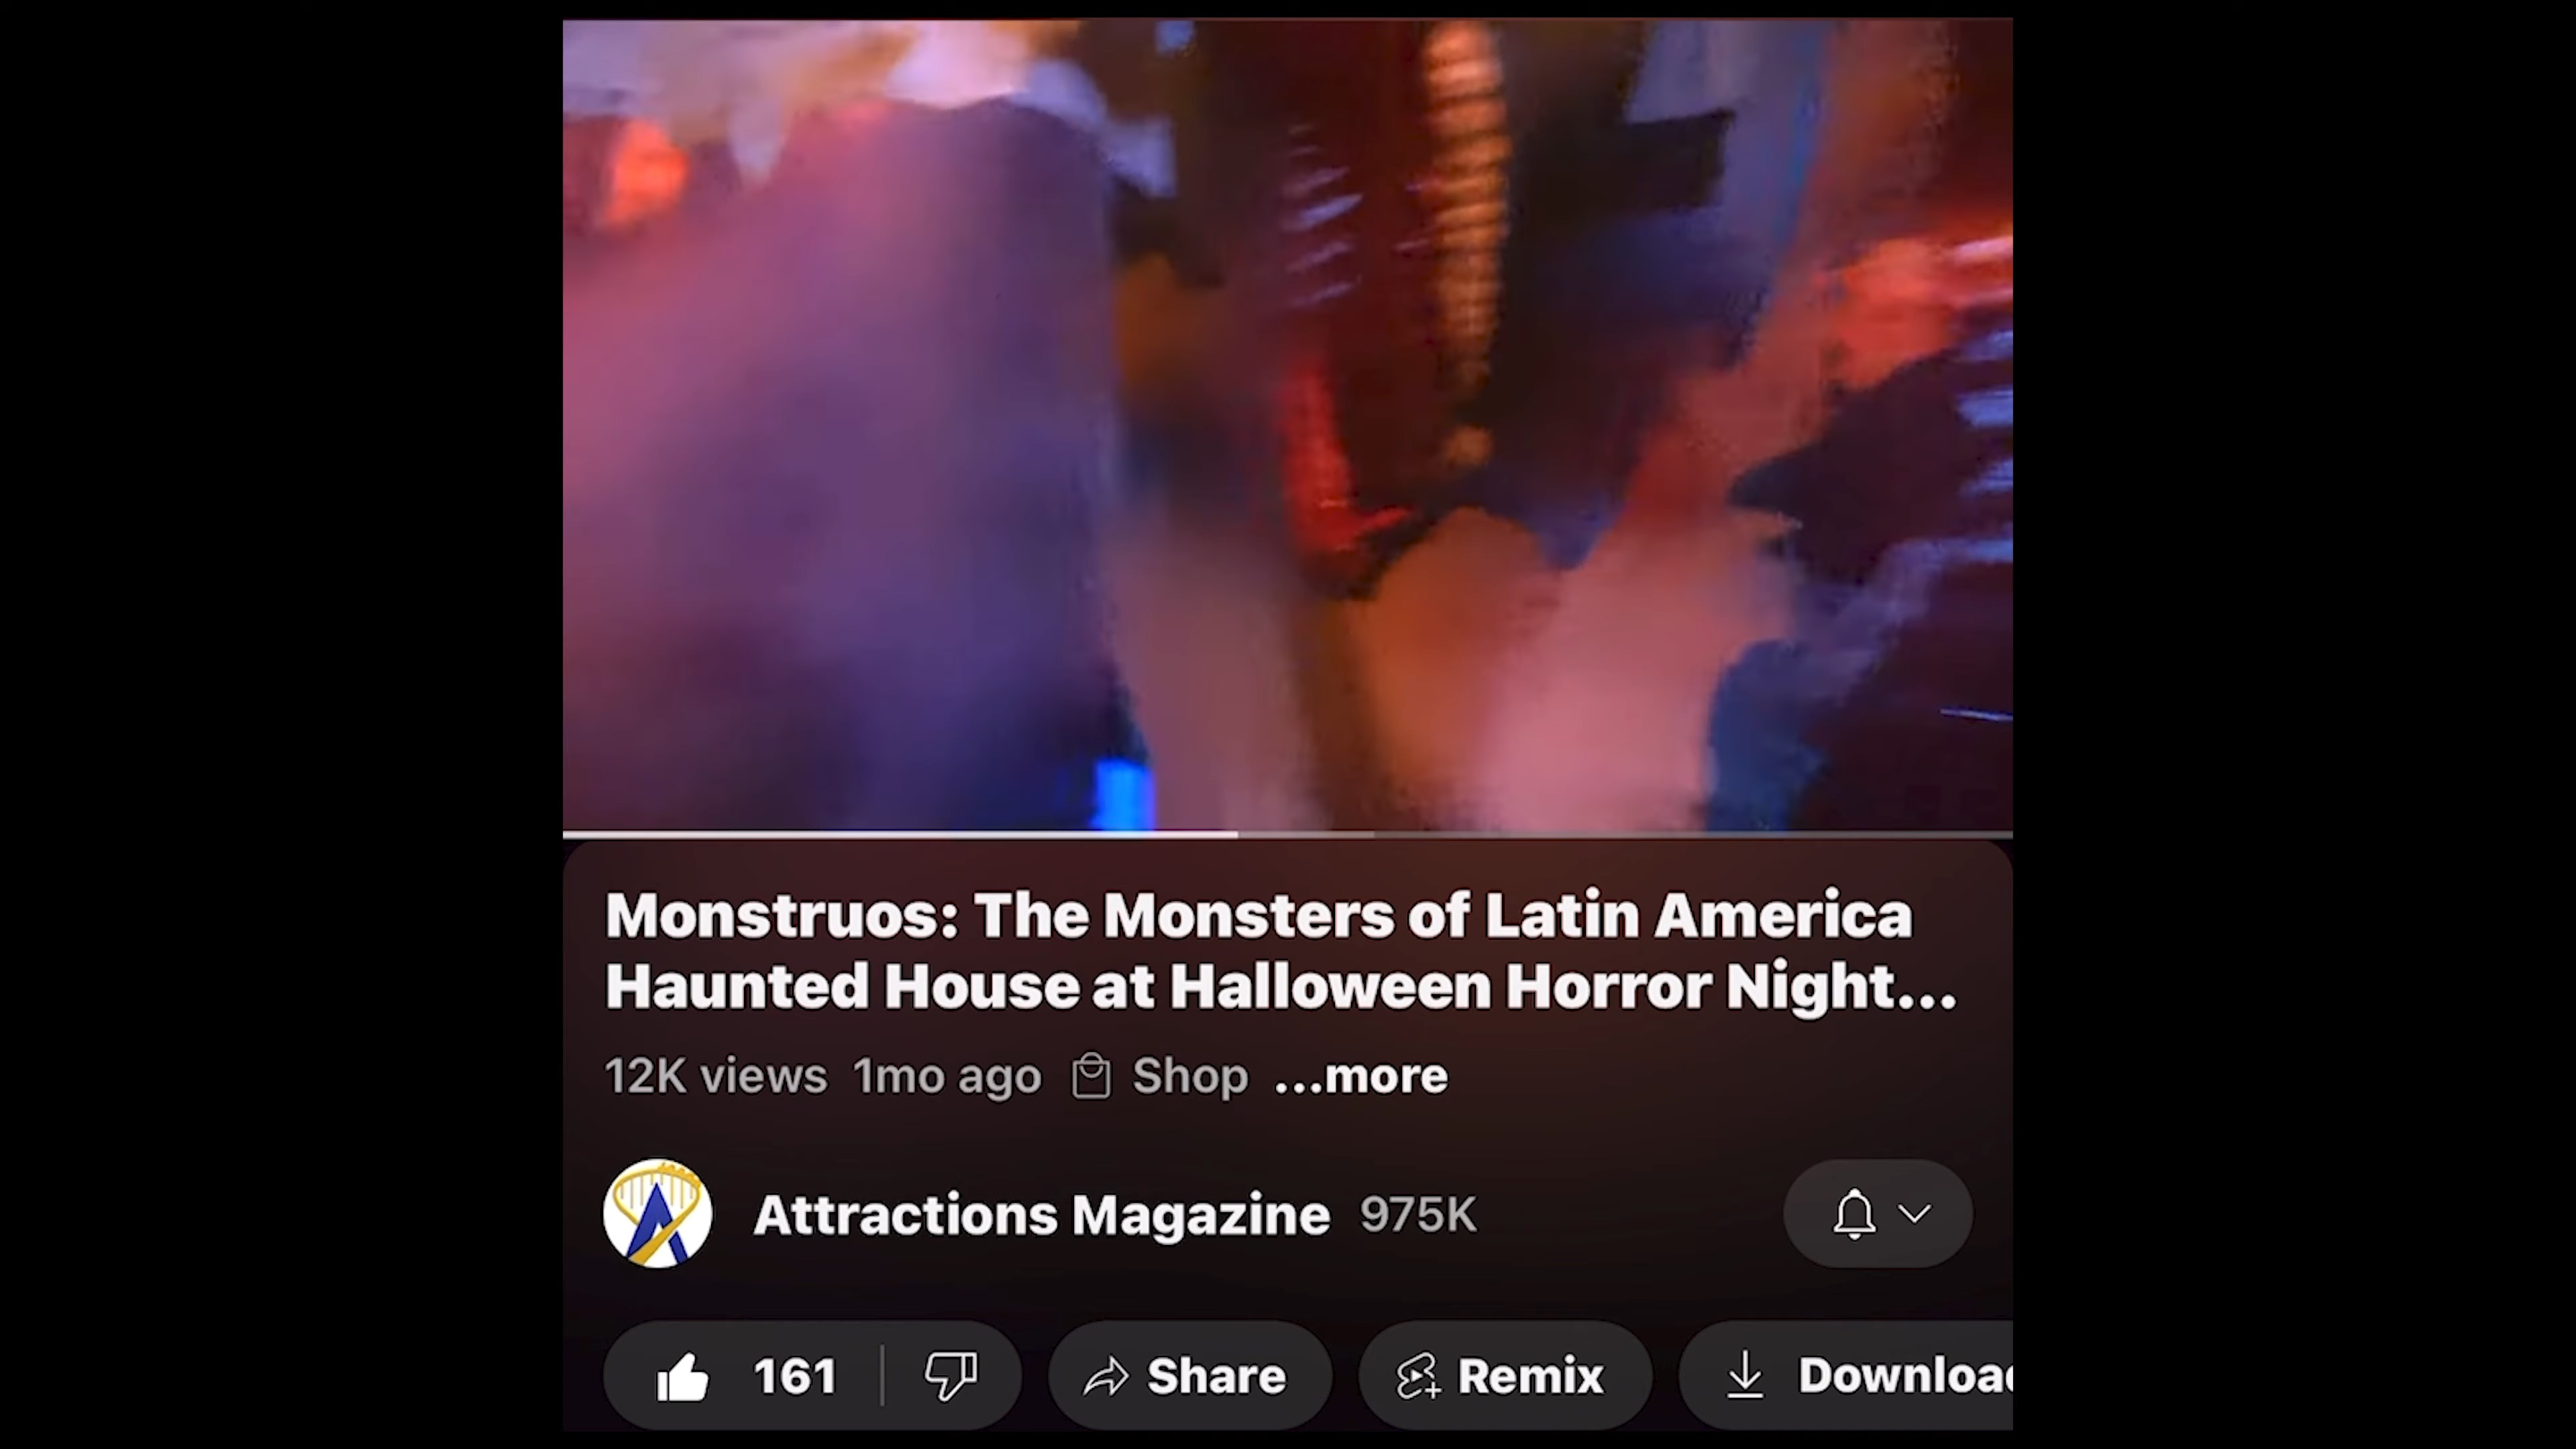 Monstruos: The Monsters of Latin America
Haunted House at Halloween Horror Night...
12K views 1mo ago Shop ...more
Attractions Magazine 975K
161 Share Remix Downloa